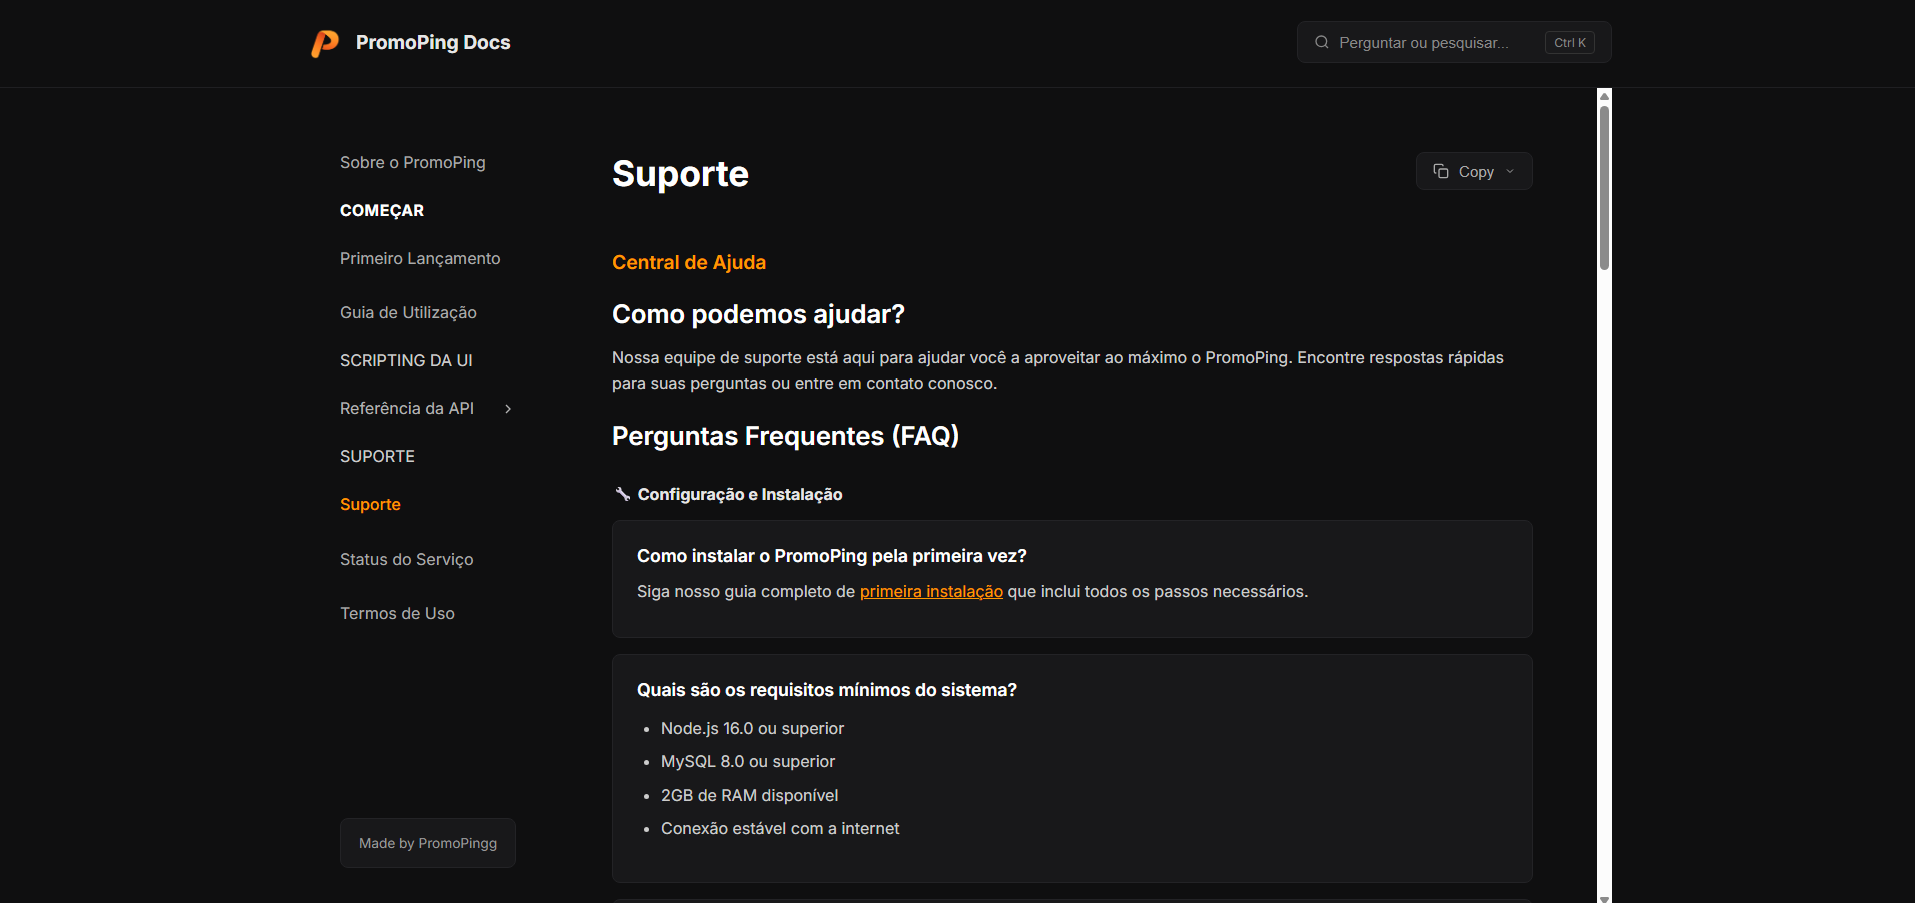 PromoPing Docs
Perguntar ou pesquisar...
Ctrl K
Sobre o PromoPing
COMEÇAR
Primeiro Lançamento
Guia de Utilização
SCRIPTING DA UI
Referência da API
SUPORTE
Suporte
Status do Serviço
Termos de Uso
Made by PromoPingg
Suporte
Copy
Central de Ajuda
Como podemos ajudar?
Nossa equipe de suporte está aqui para ajudar você a aproveitar ao máximo o PromoPing. Encontre respostas rápidas
para suas perguntas ou entre em contato conosco.
Perguntas Frequentes (FAQ)
Configuração e Instalação
Como instalar o PromoPing pela primeira vez?
Siga nosso guia completo de primeira instalação que inclui todos os passos necessários.
Quais são os requisitos mínimos do sistema?
Node.js 16.0 ou superior
MySQL 8.0 ou superior
2GB de RAM disponível
Conexão estável com a internet